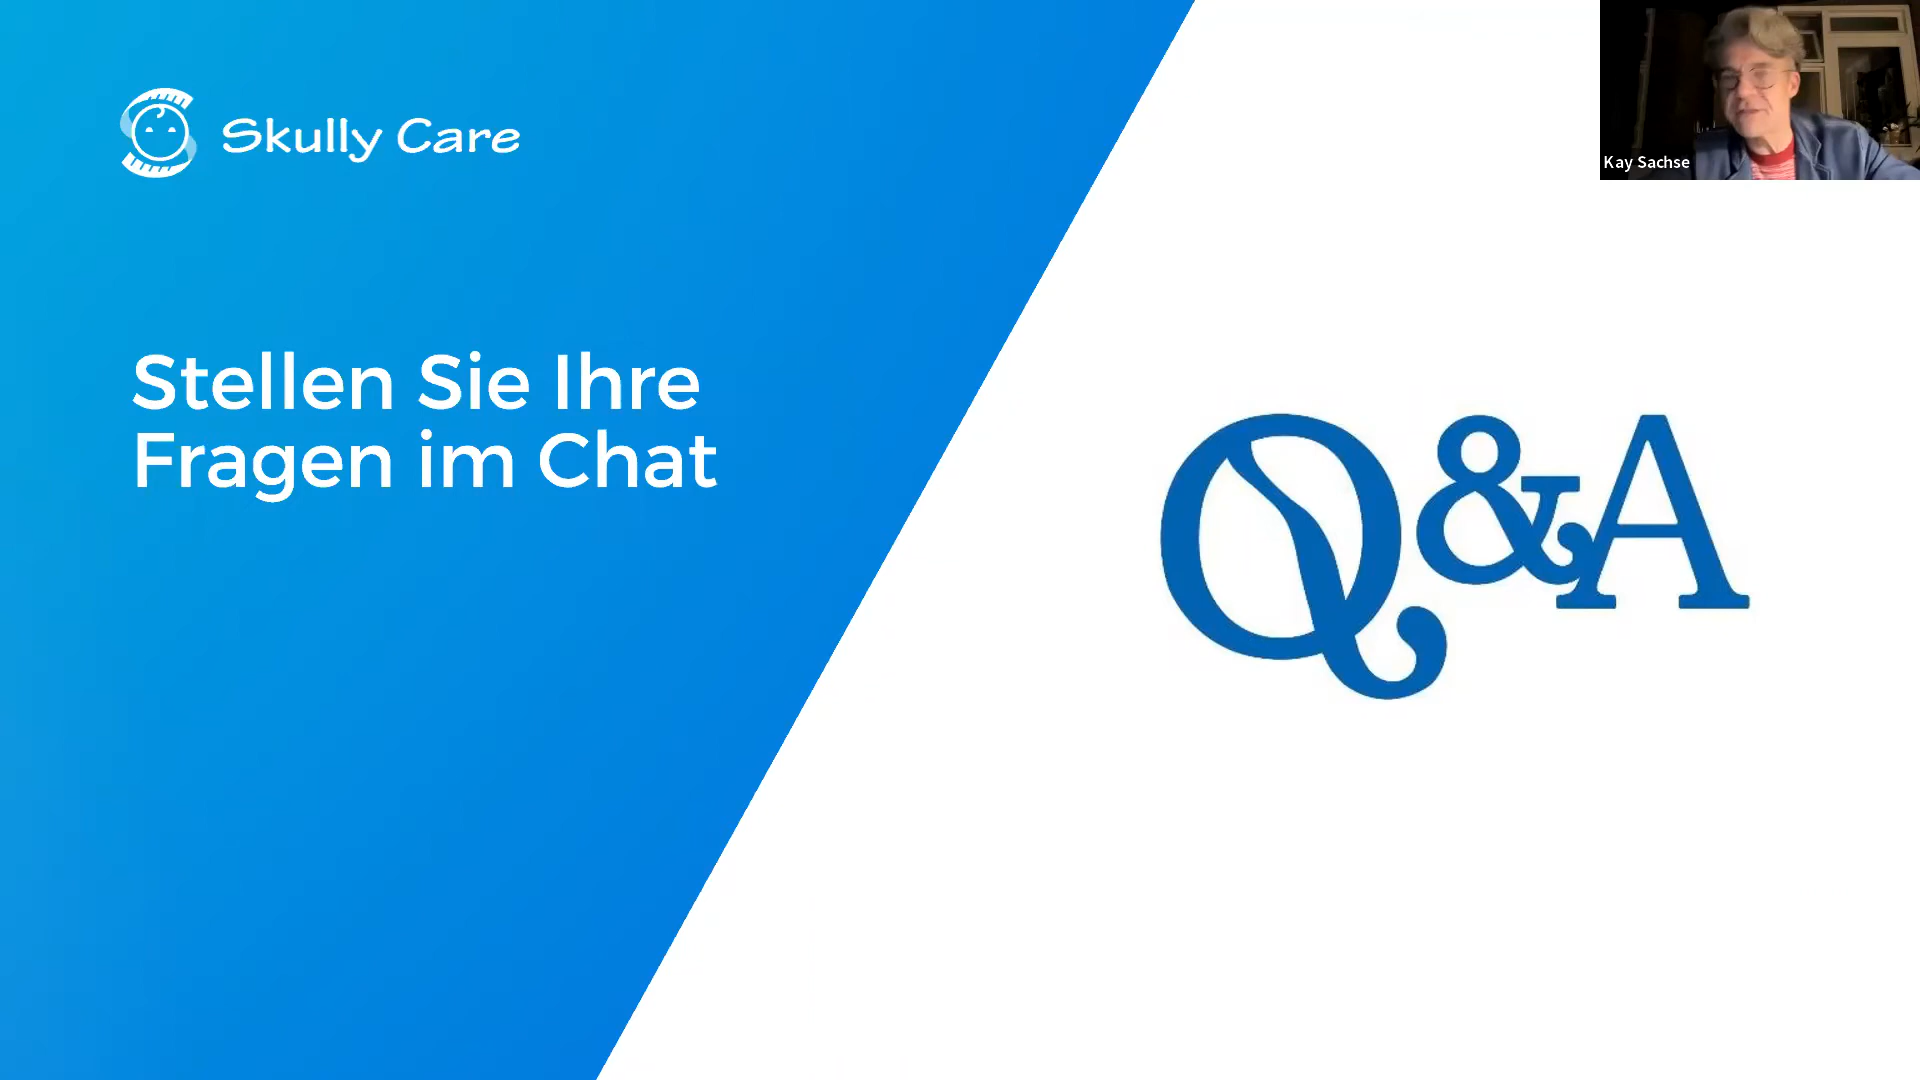 Skully Care
Kay Sachse
Stellen Sie Ihre
Fragen im Chat
Q&A